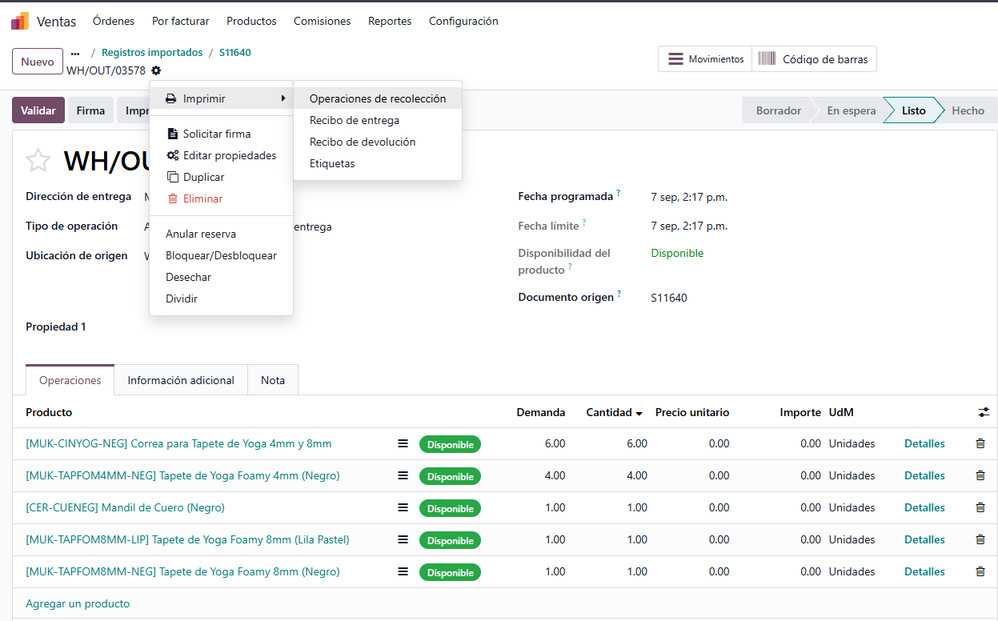 Ventas Órdenes Por facturar Productos Comisiones Reportes Configuración
Nuevo ... / Registros importados / S11640
WH/OUT/03578
Movimientos Código de barras
Validar Firma Impr
Borrador En espera Listo Hecho
Imprimir
Solicitar firma
Editar propiedades
Duplicar
Eliminar
Anular reserva
Bloquear/Desbloquear
Desechar
Dividir
Operaciones de recolección
Recibo de entrega
Recibo de devolución
Etiquetas
WH/OU
Dirección de entrega
Tipo de operación entrega
Ubicación de origen
Propiedad 1
Fecha programada ? 7 sep, 2:17 p.m.
Fecha límite ? 7 sep, 2:17 p.m.
Disponibilidad del
producto ? Disponible
Documento origen ? S11640
Operaciones Información adicional Nota
Producto Demanda Cantidad Precio unitario Importe UdM
[MUK-CINYOG-NEG] Correa para Tapete de Yoga 4mm y 8mm Disponible 6.00 6.00 0.00 0.00 Unidades Detalles
[MUK-TAPFOM4MM-NEG] Tapete de Yoga Foamy 4mm (Negro) Disponible 4.00 4.00 0.00 0.00 Unidades Detalles
[CER-CUENEG] Mandil de Cuero (Negro) Disponible 1.00 1.00 0.00 0.00 Unidades Detalles
[MUK-TAPFOM8MM-LIP] Tapete de Yoga Foamy 8mm (Lila Pastel) Disponible 1.00 1.00 0.00 0.00 Unidades Detalles
[MUK-TAPFOM8MM-NEG] Tapete de Yoga Foamy 8mm (Negro) Disponible 1.00 1.00 0.00 0.00 Unidades Detalles
Agregar un producto